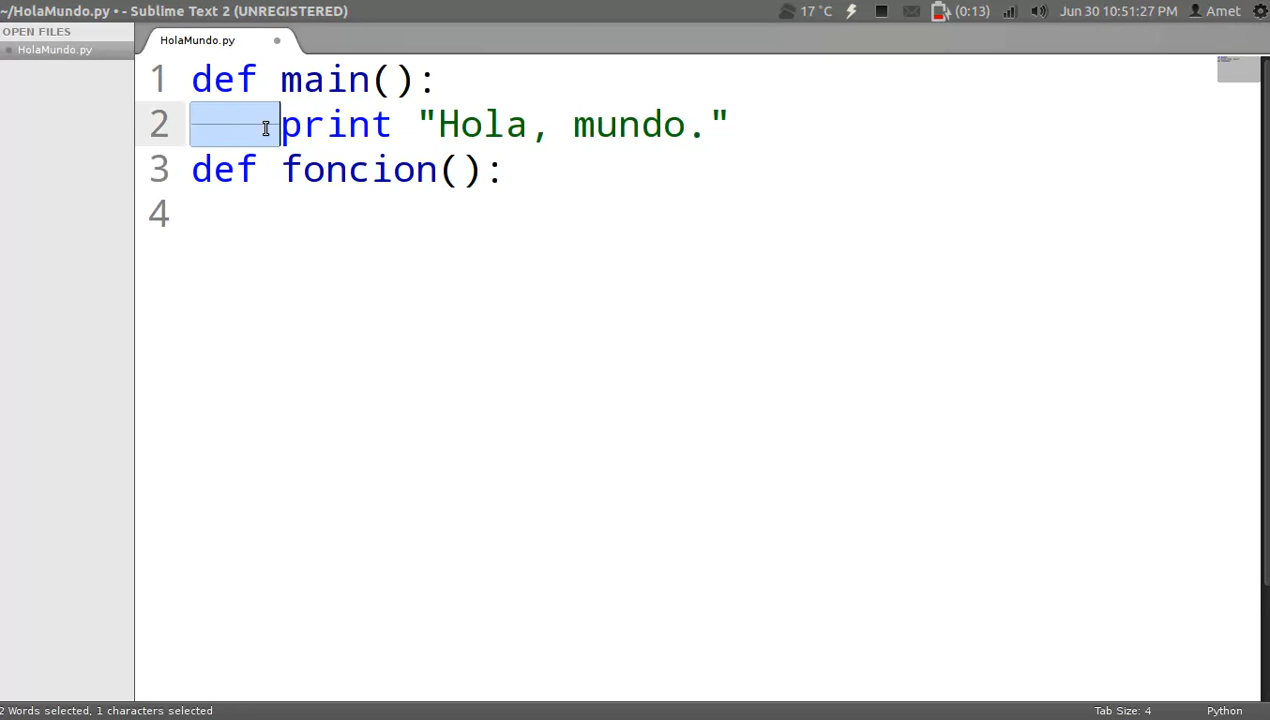 ~/HolaMundo.py • - Sublime Text 2 (UNREGISTERED)
17 °C
(0:13)
Jun 30 10:51:27 PM
Amet
OPEN FILES
HolaMundo.py
HolaMundo.py
1 def main():
2 print "Hola, mundo."
3 def foncion():
4
2 Words selected, 1 characters selected
Tab Size: 4
Python